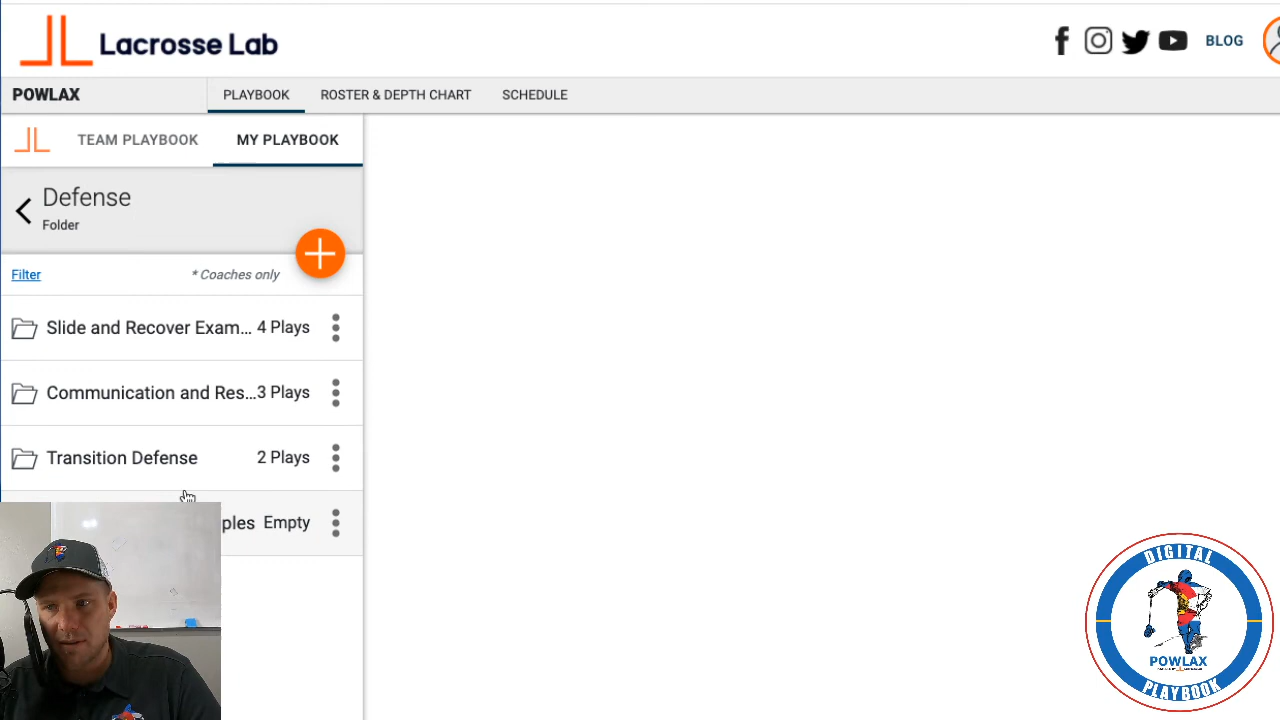 Lacrosse Lab
BLOG
POWLAX
PLAYBOOK
ROSTER & DEPTH CHART
SCHEDULE
TEAM PLAYBOOK
MY PLAYBOOK
Defense
Folder
Filter
* Coaches only
Slide and Recover Exam... 4 Plays
Communication and Res... 3 Plays
Transition Defense 2 Plays
ples Empty
DIGITAL
POWLAX
PLAYBOOK